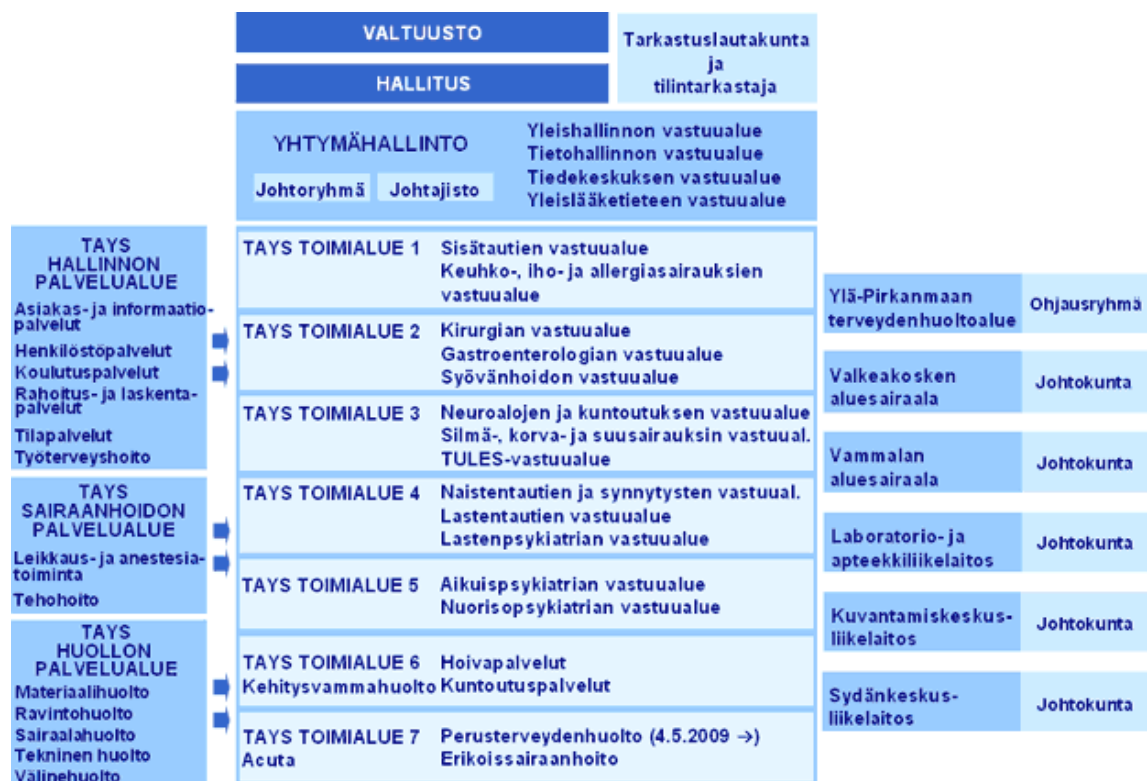 VALTUUSTO
HALLITUS
Tarkastuslautakunta
ja
tilintarkastaja
YHTYMÄHALLINTO
Johtoryhmä
Johtajisto
Yleishallinnon vastuualue
Tietohallinnon vastuualue
Tiedekeskuksen vastuualue
Yleislääketieteen vastuualue
TAYS
HALLINNON
PALVELUALUE
Asiakas- ja informaatio-
palvelut
Henkilöstöpalvelut
Koulutuspalvelut
Rahoitus- ja laskenta-
palvelut
Tilapalvelut
Työterveyshoito
TAYS
SAIRAANHOIDON
PALVELUALUE
Leikkaus- ja anestesia-
toiminta
Tehohoito
TAYS
HUOLLON
PALVELUALUE
Materiaalihuolto
Ravintohuolto
Sairaalahuolto
Tekninen huolto
Välinehuolto
TAYS TOIMIALUE 1
Sisätautien vastuualue
Keuhko-, iho- ja allergiasairauksien
vastuualue
TAYS TOIMIALUE 2
Kirurgian vastuualue
Gastroenterologian vastuualue
Syövänhoidon vastuualue
TAYS TOIMIALUE 3
Neuroalojen ja kuntoutuksen vastuualue
Silmä-, korva- ja suusairauksin vastuual.
TULES-vastuualue
TAYS TOIMIALUE 4
Naistentautien ja synnytysten vastuual.
Lastentautien vastuualue
Lastenpsykiatrian vastuualue
TAYS TOIMIALUE 5
Aikuispsykiatrian vastuualue
Nuorisopsykiatrian vastuualue
TAYS TOIMIALUE 6
Kehitysvammahuolto
Hoivapalvelut
Kuntoutuspalvelut
TAYS TOIMIALUE 7
Acuta
Perusterveydenhuolto (4.5.2009 →)
Erikoissairaanhoito
Ylä-Pirkanmaan
terveydenhuoltoalue
Ohjausryhmä
Valkeakosken
aluesairaala
Johtokunta
Vammalan
aluesairaala
Johtokunta
Laboratorio- ja
apteekkiliikelaitos
Johtokunta
Kuvantamiskeskus-
liikelaitos
Johtokunta
Sydänkeskus-
liikelaitos
Johtokunta